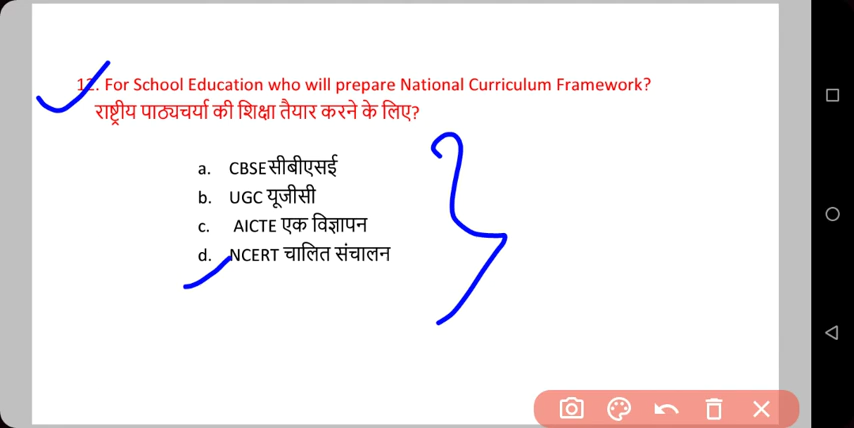 12. For School Education who will prepare National Curriculum Framework?
राष्ट्रीय पाठ्यचर्या की शिक्षा तैयार करने के लिए?
a. CBSE सीबीएसई
b. UGC यूजीसी
c. AICTE एक विज्ञापन
d. NCERT चालित संचालन